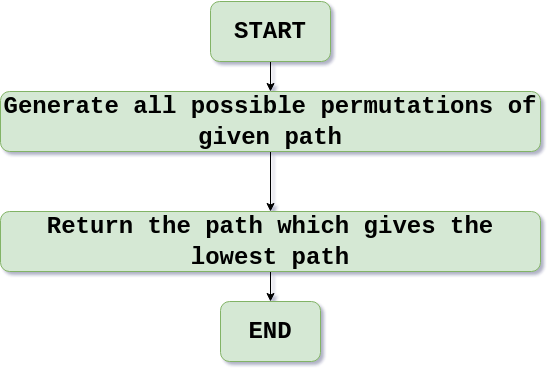 START
Generate all possible permutations of
given path
Return the path which gives the
lowest path
END